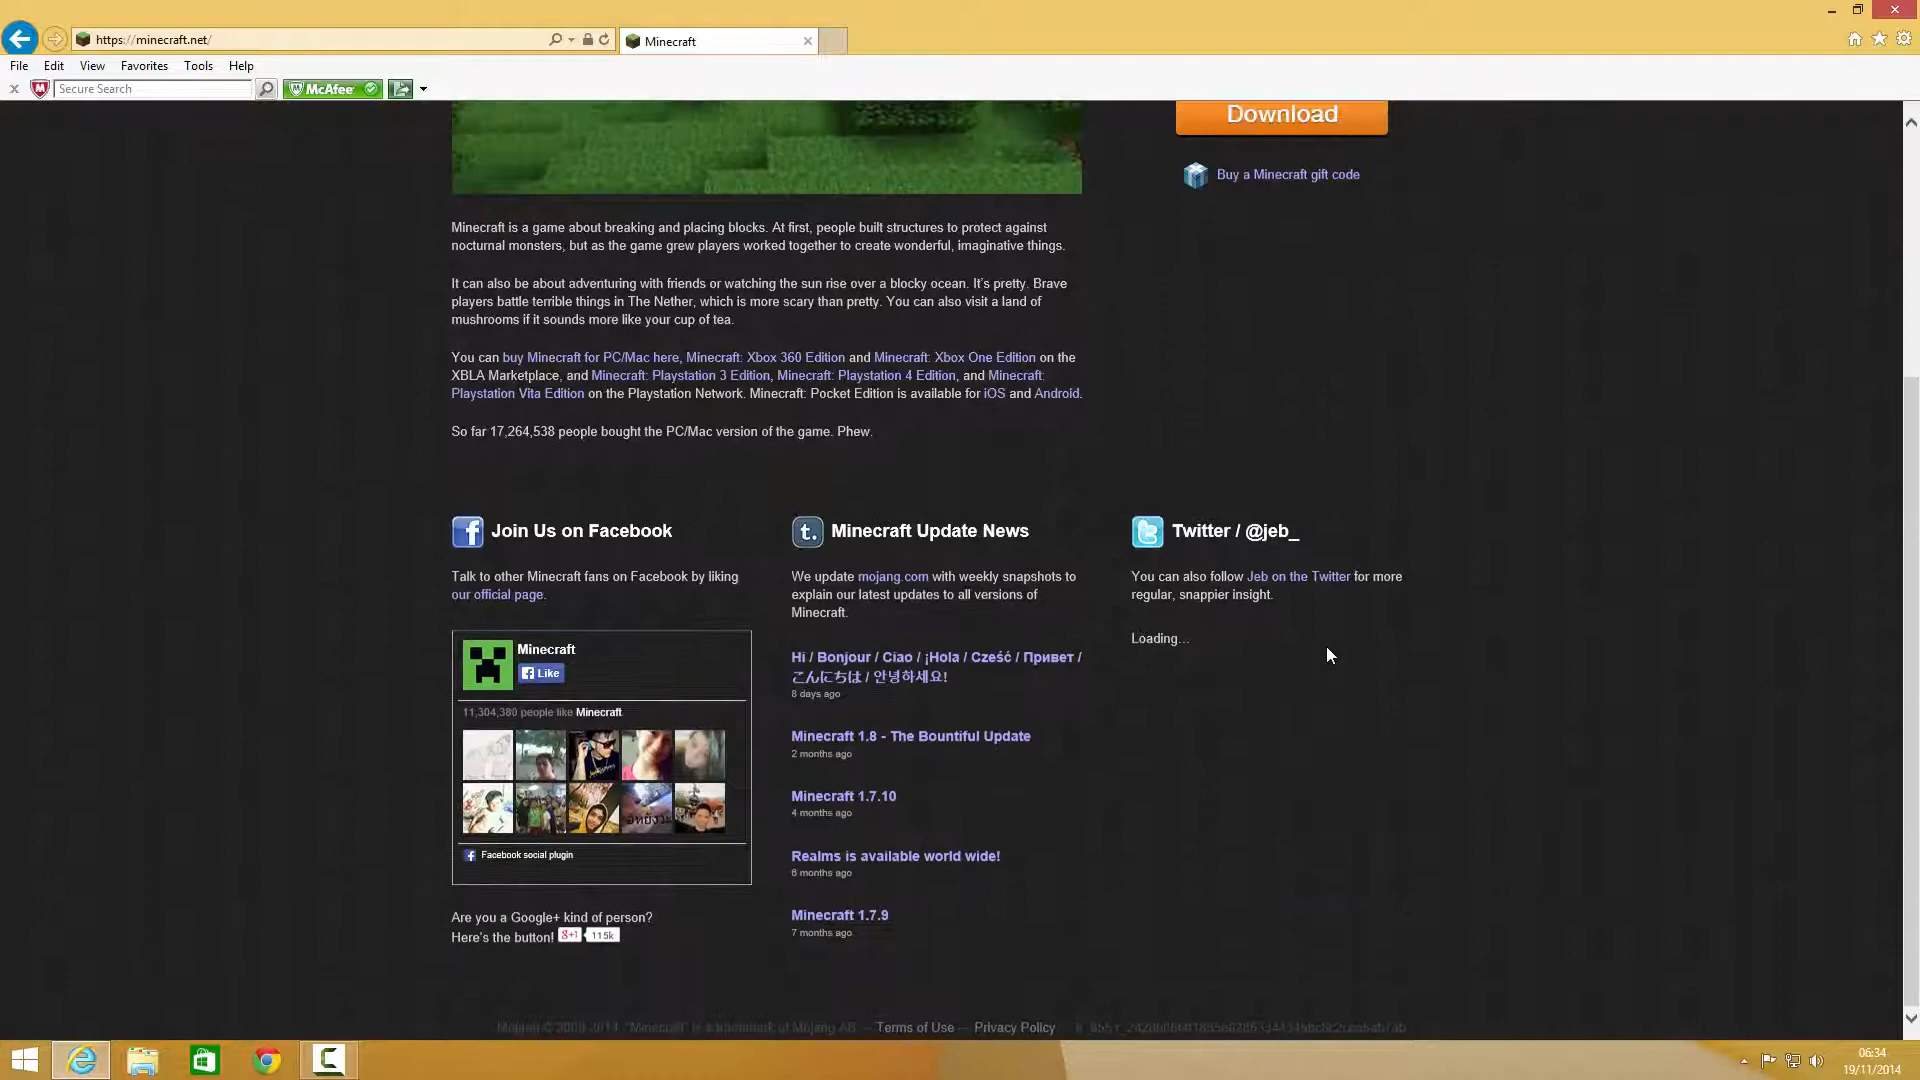 https://minecraft.net/
Minecraft
File Edit View Favorites Tools Help
Secure Search
McAfee
Download
Buy a Minecraft gift code
Minecraft is a game about breaking and placing blocks. At first, people built structures to protect against
nocturnal monsters, but as the game grew players worked together to create wonderful, imaginative things.
It can also be about adventuring with friends or watching the sun rise over a blocky ocean. It's pretty. Brave
players battle terrible things in The Nether, which is more scary than pretty. You can also visit a land of
mushrooms if it sounds more like your cup of tea.
You can buy Minecraft for PC/Mac here, Minecraft: Xbox 360 Edition and Minecraft: Xbox One Edition on the
XBLA Marketplace, and Minecraft: Playstation 3 Edition, Minecraft: Playstation 4 Edition, and Minecraft:
Playstation Vita Edition on the Playstation Network. Minecraft: Pocket Edition is available for iOS and Android.
So far 17,264,538 people bought the PC/Mac version of the game. Phew.
Join Us on Facebook
Talk to other Minecraft fans on Facebook by liking
our official page.
Minecraft
Like
11,304,380 people like Minecraft
Facebook social plugin
Are you a Google+ kind of person?
Here's the button! g+1 115k
Minecraft Update News
We update mojang.com with weekly snapshots to
explain our latest updates to all versions of
Minecraft.
Hi / Bonjour / Ciao / ¡Hola / Cześć / Привет /
こんにちは / 안녕하세요!
8 days ago
Minecraft 1.8 - The Bountiful Update
2 months ago
Minecraft 1.7.10
4 months ago
Realms is available world wide!
6 months ago
Minecraft 1.7.9
7 months ago
Twitter / @jeb_
You can also follow Jeb on the Twitter for more
regular, snappier insight.
Loading...
Mojang © 2009-2014. "Minecraft" is a trademark of Mojang AB — Terms of Use — Privacy Policy —
06:34
19/11/2014